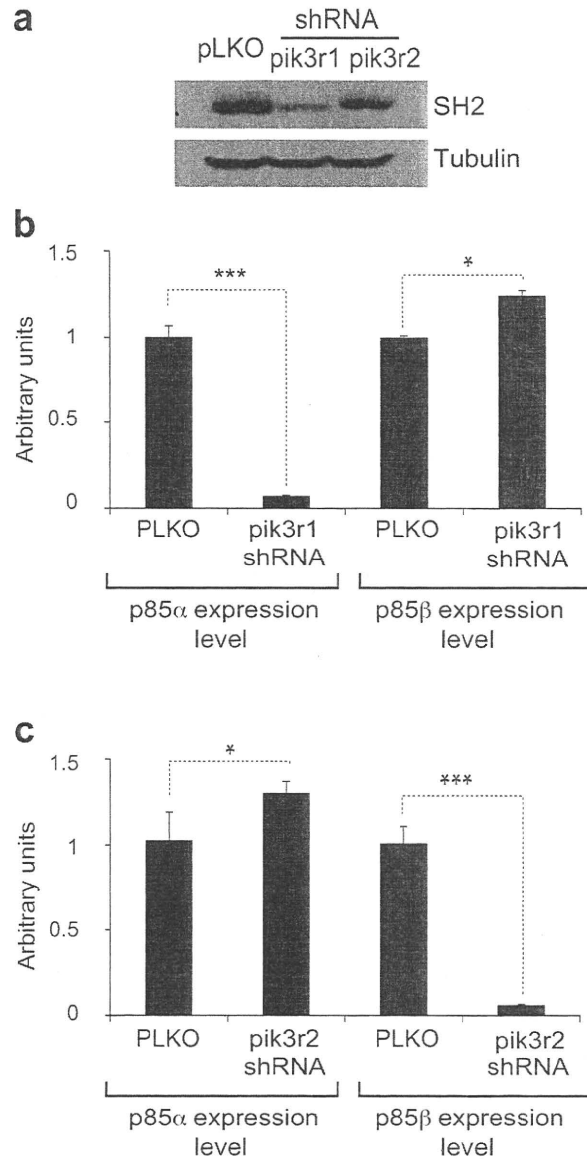 a
shRNA
pLKO pik3r1 pik3r2
SH2
Tubulin
b
Arbitrary units
1.5
1
0.5
0
***
*
PLKO pik3r1 shRNA PLKO pik3r1 shRNA
p85α expression level p85β expression level
c
Arbitrary units
1.5
1
0.5
0
*
***
PLKO pik3r2 shRNA PLKO pik3r2 shRNA
p85α expression level p85β expression level